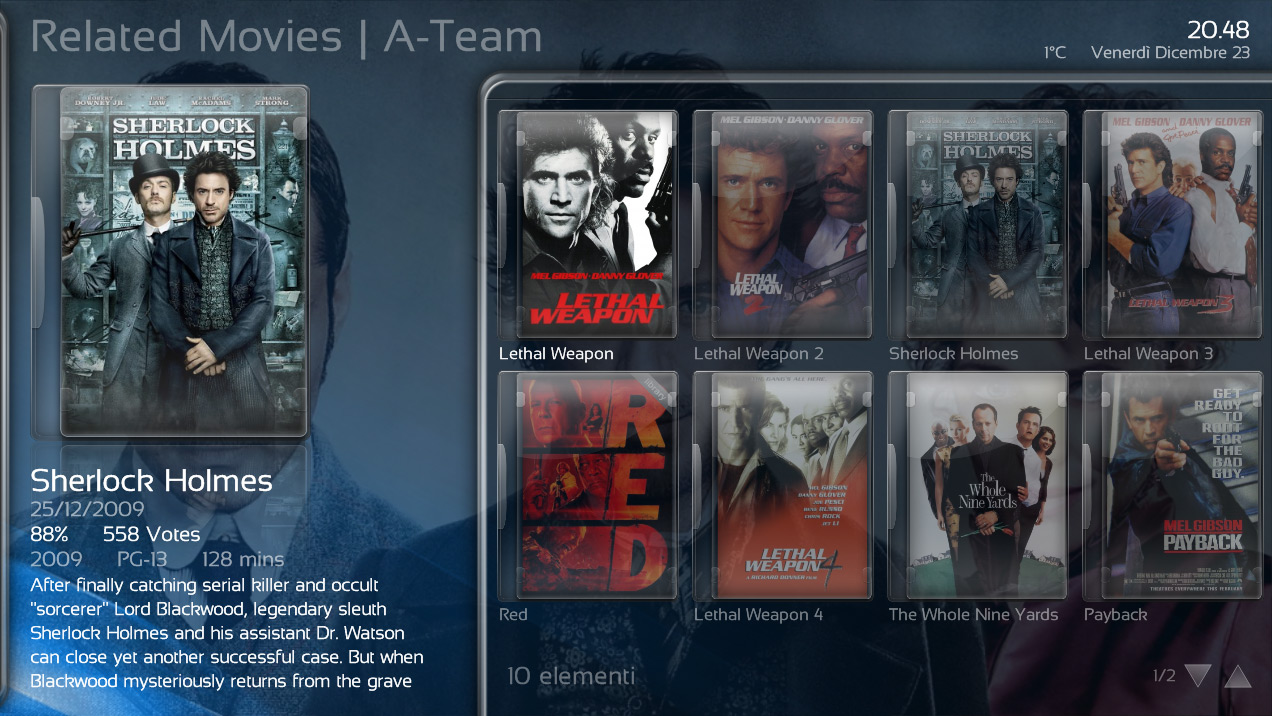 Related Movies | A-Team
20.48
1°C Venerdì Dicembre 23
ROBERT DOWNEY JR. JUDE LAW RACHEL McADAMS MARK STRONG
SHERLOCK
HOLMES
Sherlock Holmes
25/12/2009
88% 558 Votes
2009 PG-13 128 mins
After finally catching serial killer and occult
"sorcerer" Lord Blackwood, legendary sleuth
Sherlock Holmes and his assistant Dr. Watson
can close yet another successful case. But when
Blackwood mysteriously returns from the grave
MEL GIBSON · DANNY GLOVER
LETHAL
WEAPON
Lethal Weapon
MEL GIBSON · DANNY GLOVER
LETHAL
WEAPON
2
Lethal Weapon 2
SHERLOCK
HOLMES
Sherlock Holmes
MEL GIBSON · DANNY GLOVER
LETHAL WEAPON 3
Lethal Weapon 3
library
R
E
D
Red
MEL GIBSON
DANNY GLOVER
JOE PESCI
RENE RUSSO
CHRIS ROCK
JET LI
LETHAL
WEAPON 4
A RICHARD DONNER FILM
Lethal Weapon 4
The
Whole
Nine Yards
The Whole Nine Yards
GET
READY
TO
ROOT
FOR
THE
BAD
GUY.
MEL GIBSON
PAYBACK
THEATRES EVERYWHERE THIS FEBRUARY
Payback
10 elementi
1/2